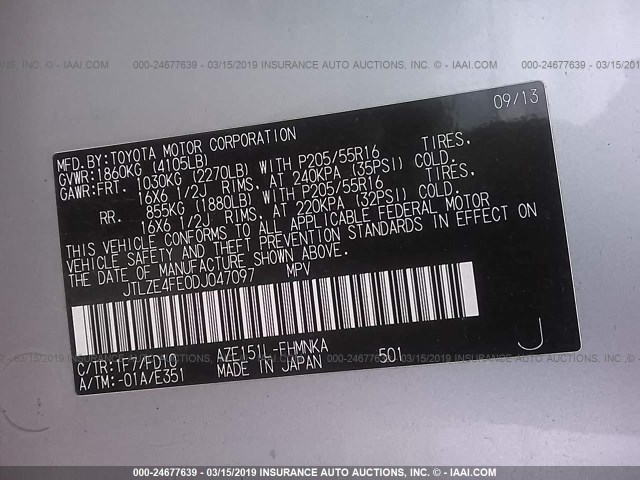 000-24677639 - 03/15/2019 INSURANCE AUTO AUCTIONS, INC. - IAAI.COM
09/13
MFD.BY:TOYOTA MOTOR CORPORATION
GVWR:1860KG (4105LB)
GAWR:FRT. 1030KG (2270LB) WITH P205/55R16 TIRES,
16X6 1/2J RIMS, AT 240KPA (35PSI) COLD.
RR. 855KG (1880LB) WITH P205/55R16 TIRES,
16X6 1/2J RIMS, AT 220KPA (32PSI) COLD.
THIS VEHICLE CONFORMS TO ALL APPLICABLE FEDERAL MOTOR
VEHICLE SAFETY AND THEFT PREVENTION STANDARDS IN EFFECT ON
THE DATE OF MANUFACTURE SHOWN ABOVE.
JTLZE4FE0DJ047097 MPV
C/TR:1F7/FD10 AZE151L-EHMNKA 501
A/TM:-01A/E351 MADE IN JAPAN J
000-24677639 - 03/15/2019 INSURANCE AUTO AUCTIONS, INC. - IAAI.COM